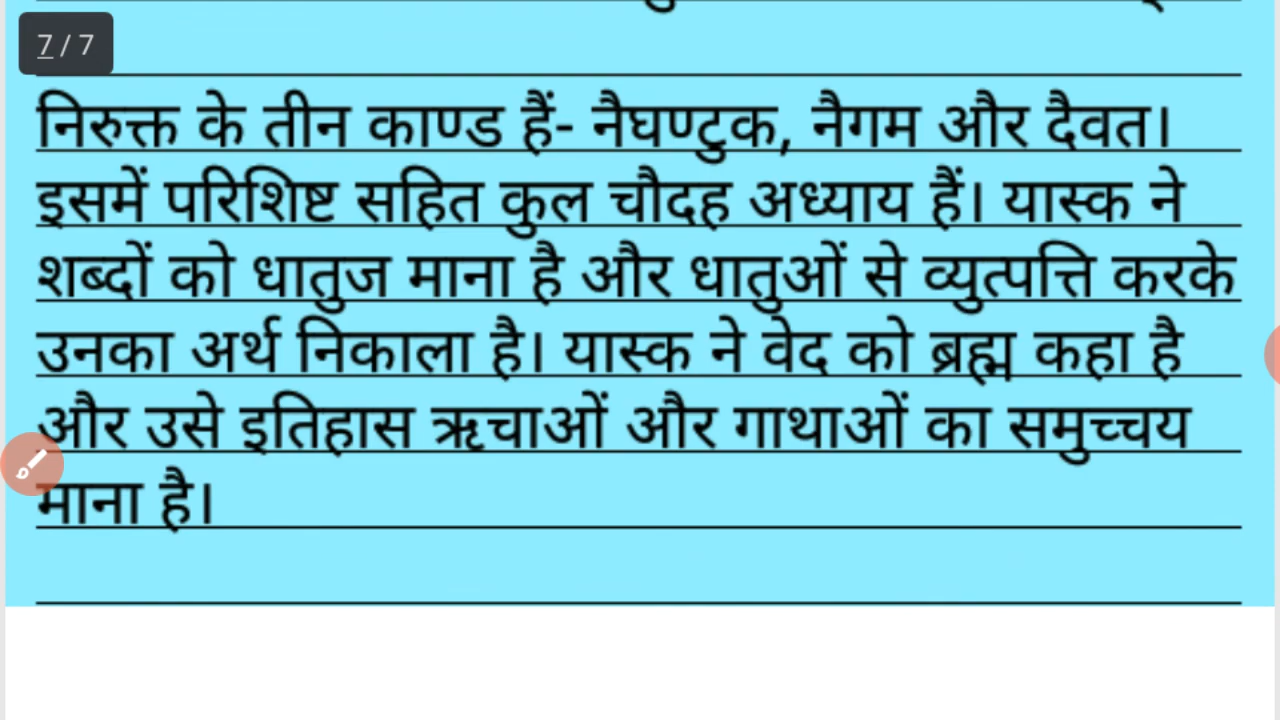 7 / 7
निरुक्त के तीन काण्ड हैं- नैघण्टुक, नैगम और दैवत।
इसमें परिशिष्ट सहित कुल चौदह अध्याय हैं। यास्क ने
शब्दों को धातुज माना है और धातुओं से व्युत्पत्ति करके
उनका अर्थ निकाला है। यास्क ने वेद को ब्रह्म कहा है
और उसे इतिहास ऋचाओं और गाथाओं का समुच्चय
माना है।